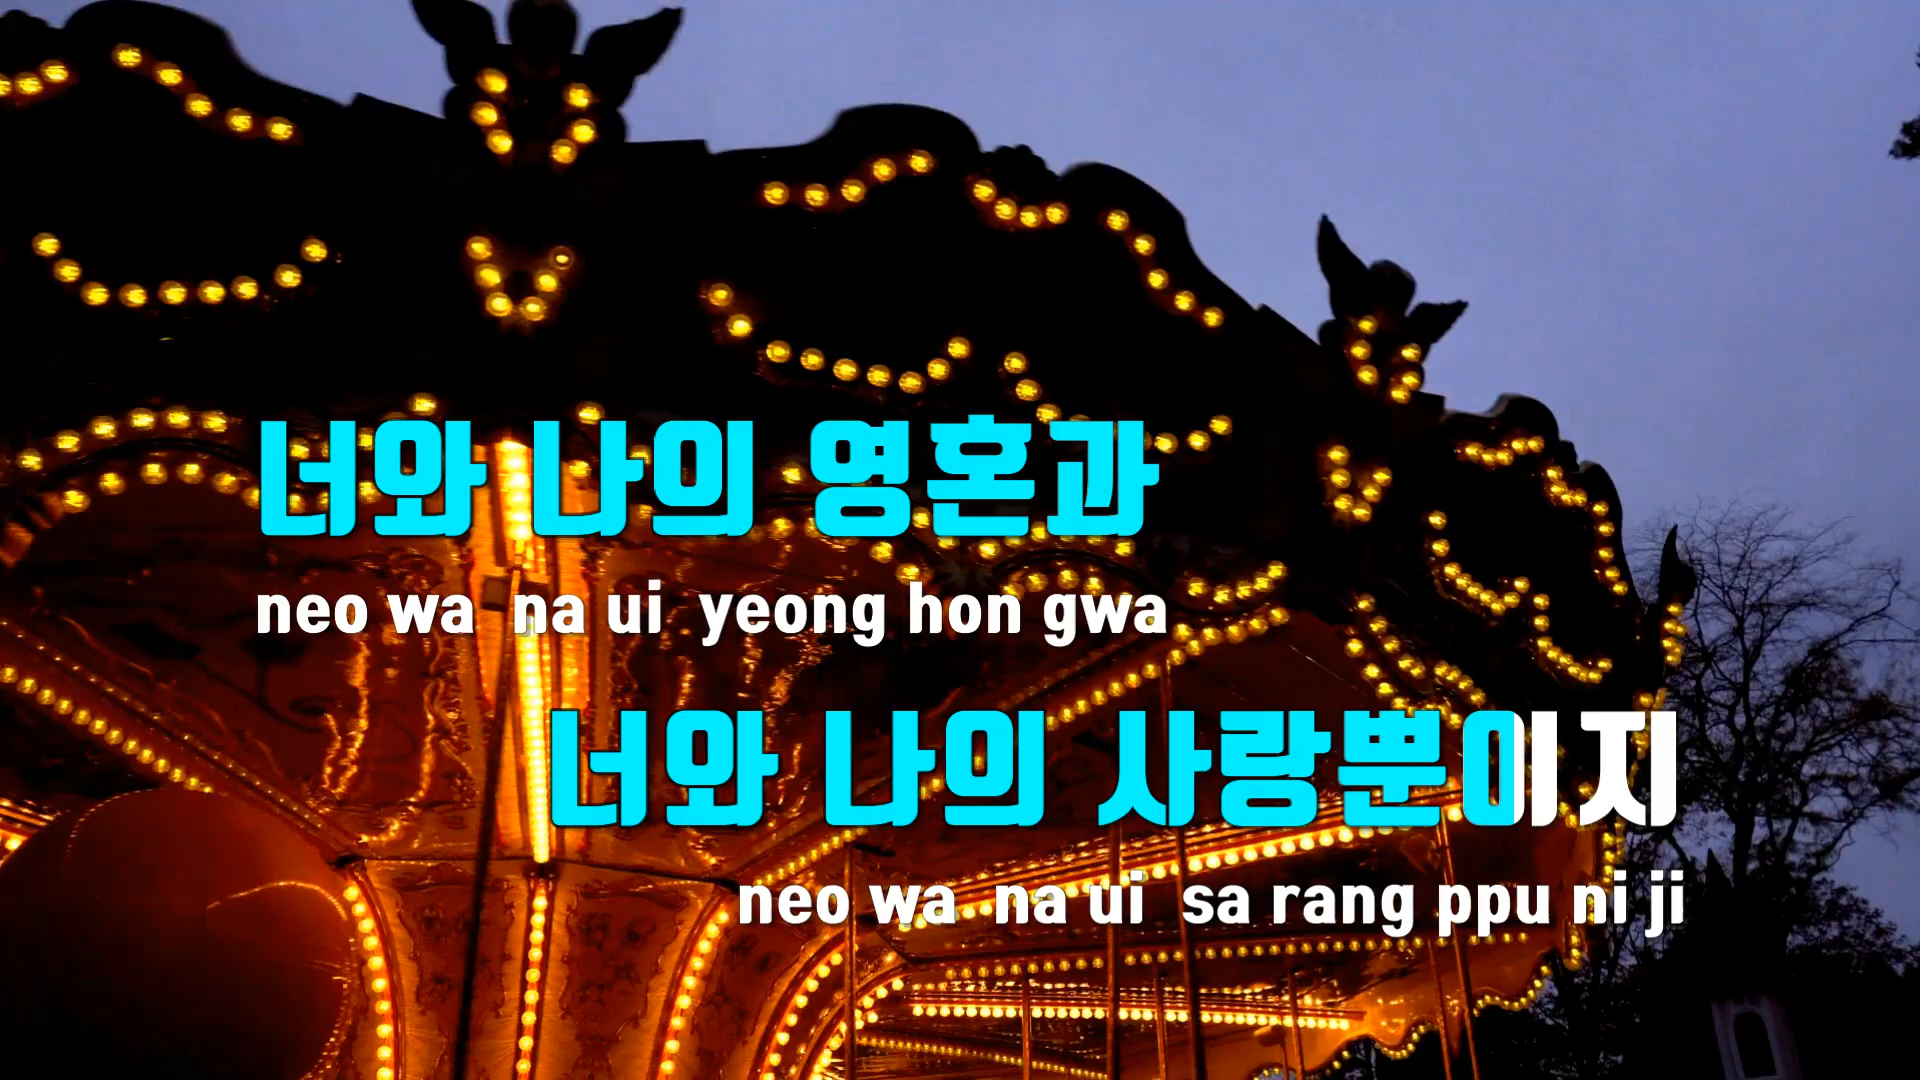 너와 나의 영혼과
neo wa na ui yeong hon gwa
너와 나의 사랑뿐이지
neo wa na ui sa rang ppu ni ji